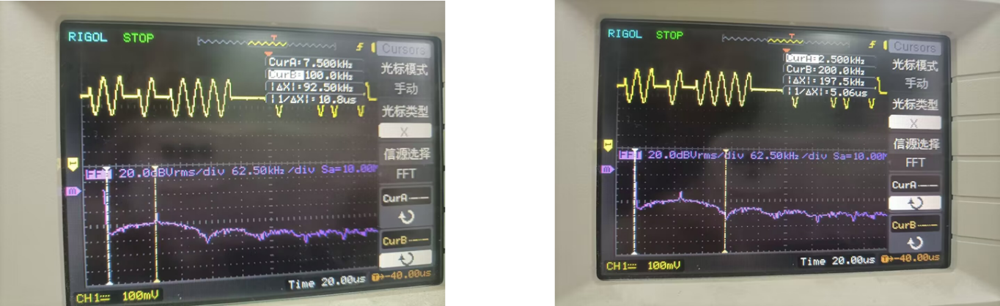 RIGOL STOP
T
Cursors
CurA:7.500kHz
CurB:100.0kHz
|ΔX|:92.50kHz
|1/ΔX|:10.8us
光标模式
手动
光标类型
X
信源选择
FFT
FFT 20.0dBVrms/div 62.50kHz/div Sa=10.00M
CurA
CurB
Time 20.00us T→-40.00us
CH1 100mV
RIGOL STOP
T
Cursors
CurA:2.500kHz
CurB:200.0kHz
|ΔX|:197.5kHz
|1/ΔX|:5.06us
光标模式
手动
光标类型
X
信源选择
FFT
FFT 20.0dBVrms/div 62.50kHz/div Sa=10.00M
CurA
CurB
Time 20.00us T→-40.00us
CH1 100mV